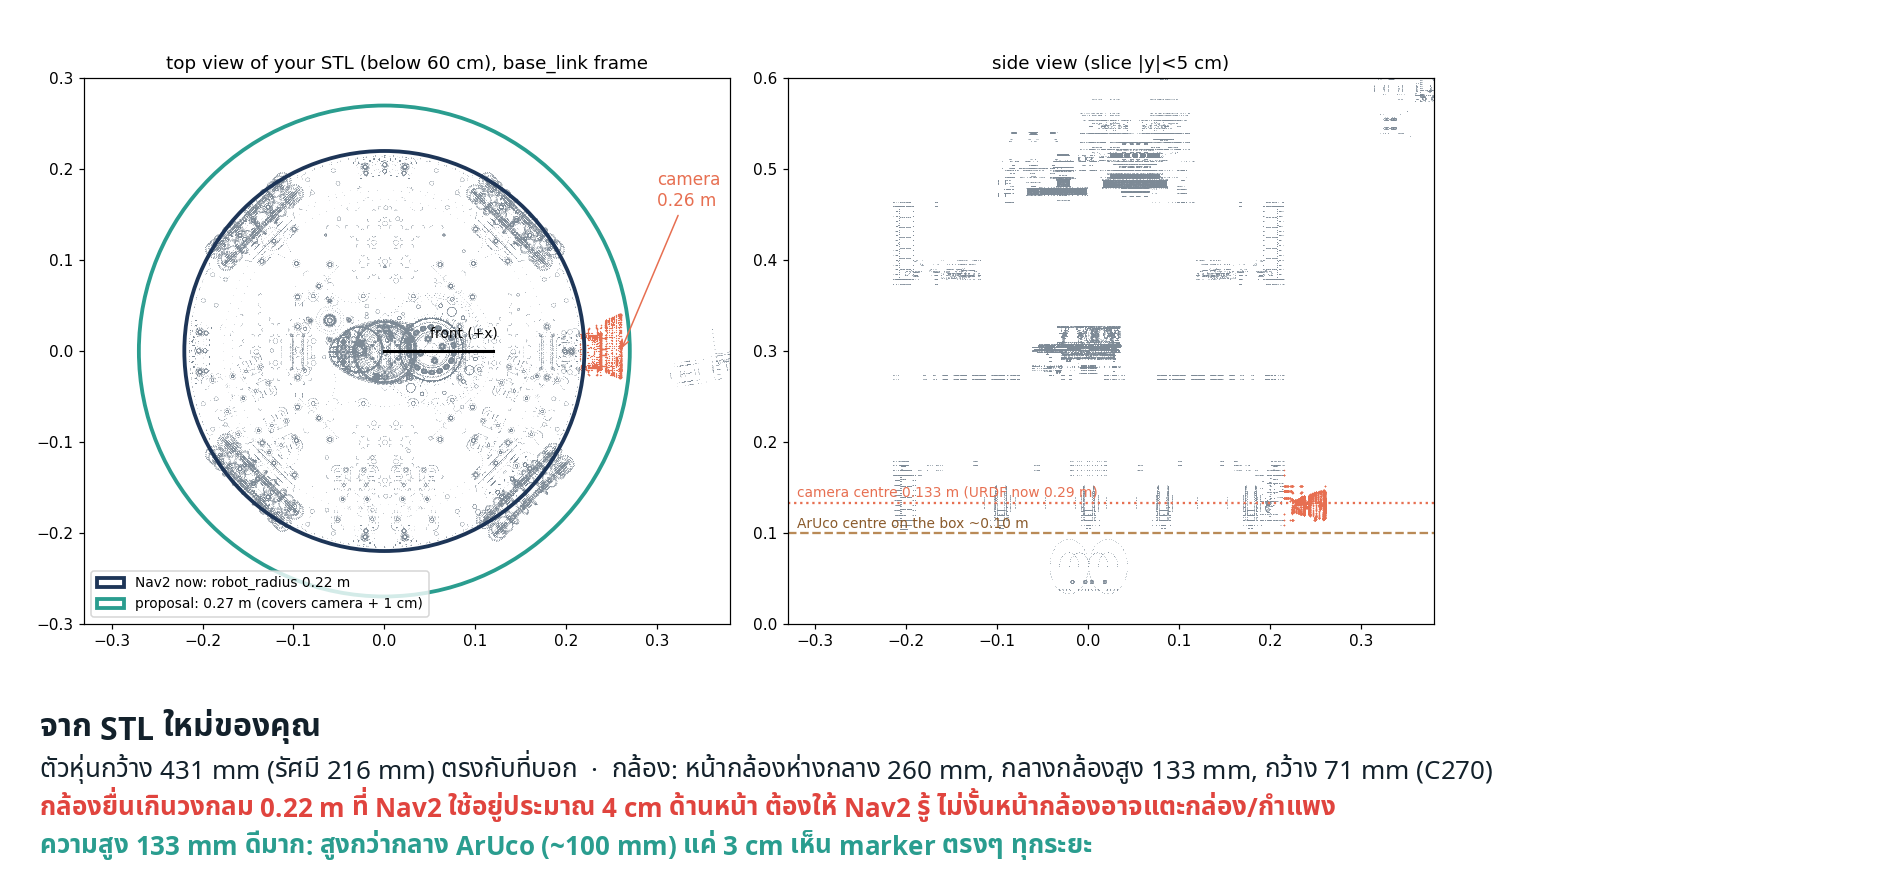 top view of your STL (below 60 cm), base_link frame
0.3
0.2
0.1
0.0
−0.1
−0.2
−0.3
−0.3
−0.2
−0.1
0.0
0.1
0.2
0.3
camera
0.26 m
front (+x)
Nav2 now: robot_radius 0.22 m
proposal: 0.27 m (covers camera + 1 cm)
side view (slice |y|<5 cm)
0.6
0.5
0.4
0.3
0.2
0.1
0.0
−0.3
−0.2
−0.1
0.0
0.1
0.2
0.3
camera centre 0.133 m (URDF now 0.29 m)
ArUco centre on the box ~0.10 m
จาก STL ใหม่ของคุณ
ตัวหุ่นกว้าง 431 mm (รัศมี 216 mm) ตรงกับที่บอก · กล้อง: หน้ากล้องห่างกลาง 260 mm, กลางกล้องสูง 133 mm, กว้าง 71 mm (C270)
กล้องยื่นเกินวงกลม 0.22 m ที่ Nav2 ใช้อยู่ประมาณ 4 cm ด้านหน้า ต้องให้ Nav2 รู้ ไม่งั้นหน้ากล้องอาจแตะกล่อง/กำแพง
ความสูง 133 mm ดีมาก: สูงกว่ากลาง ArUco (~100 mm) แค่ 3 cm เห็น marker ตรงๆ ทุกระยะ